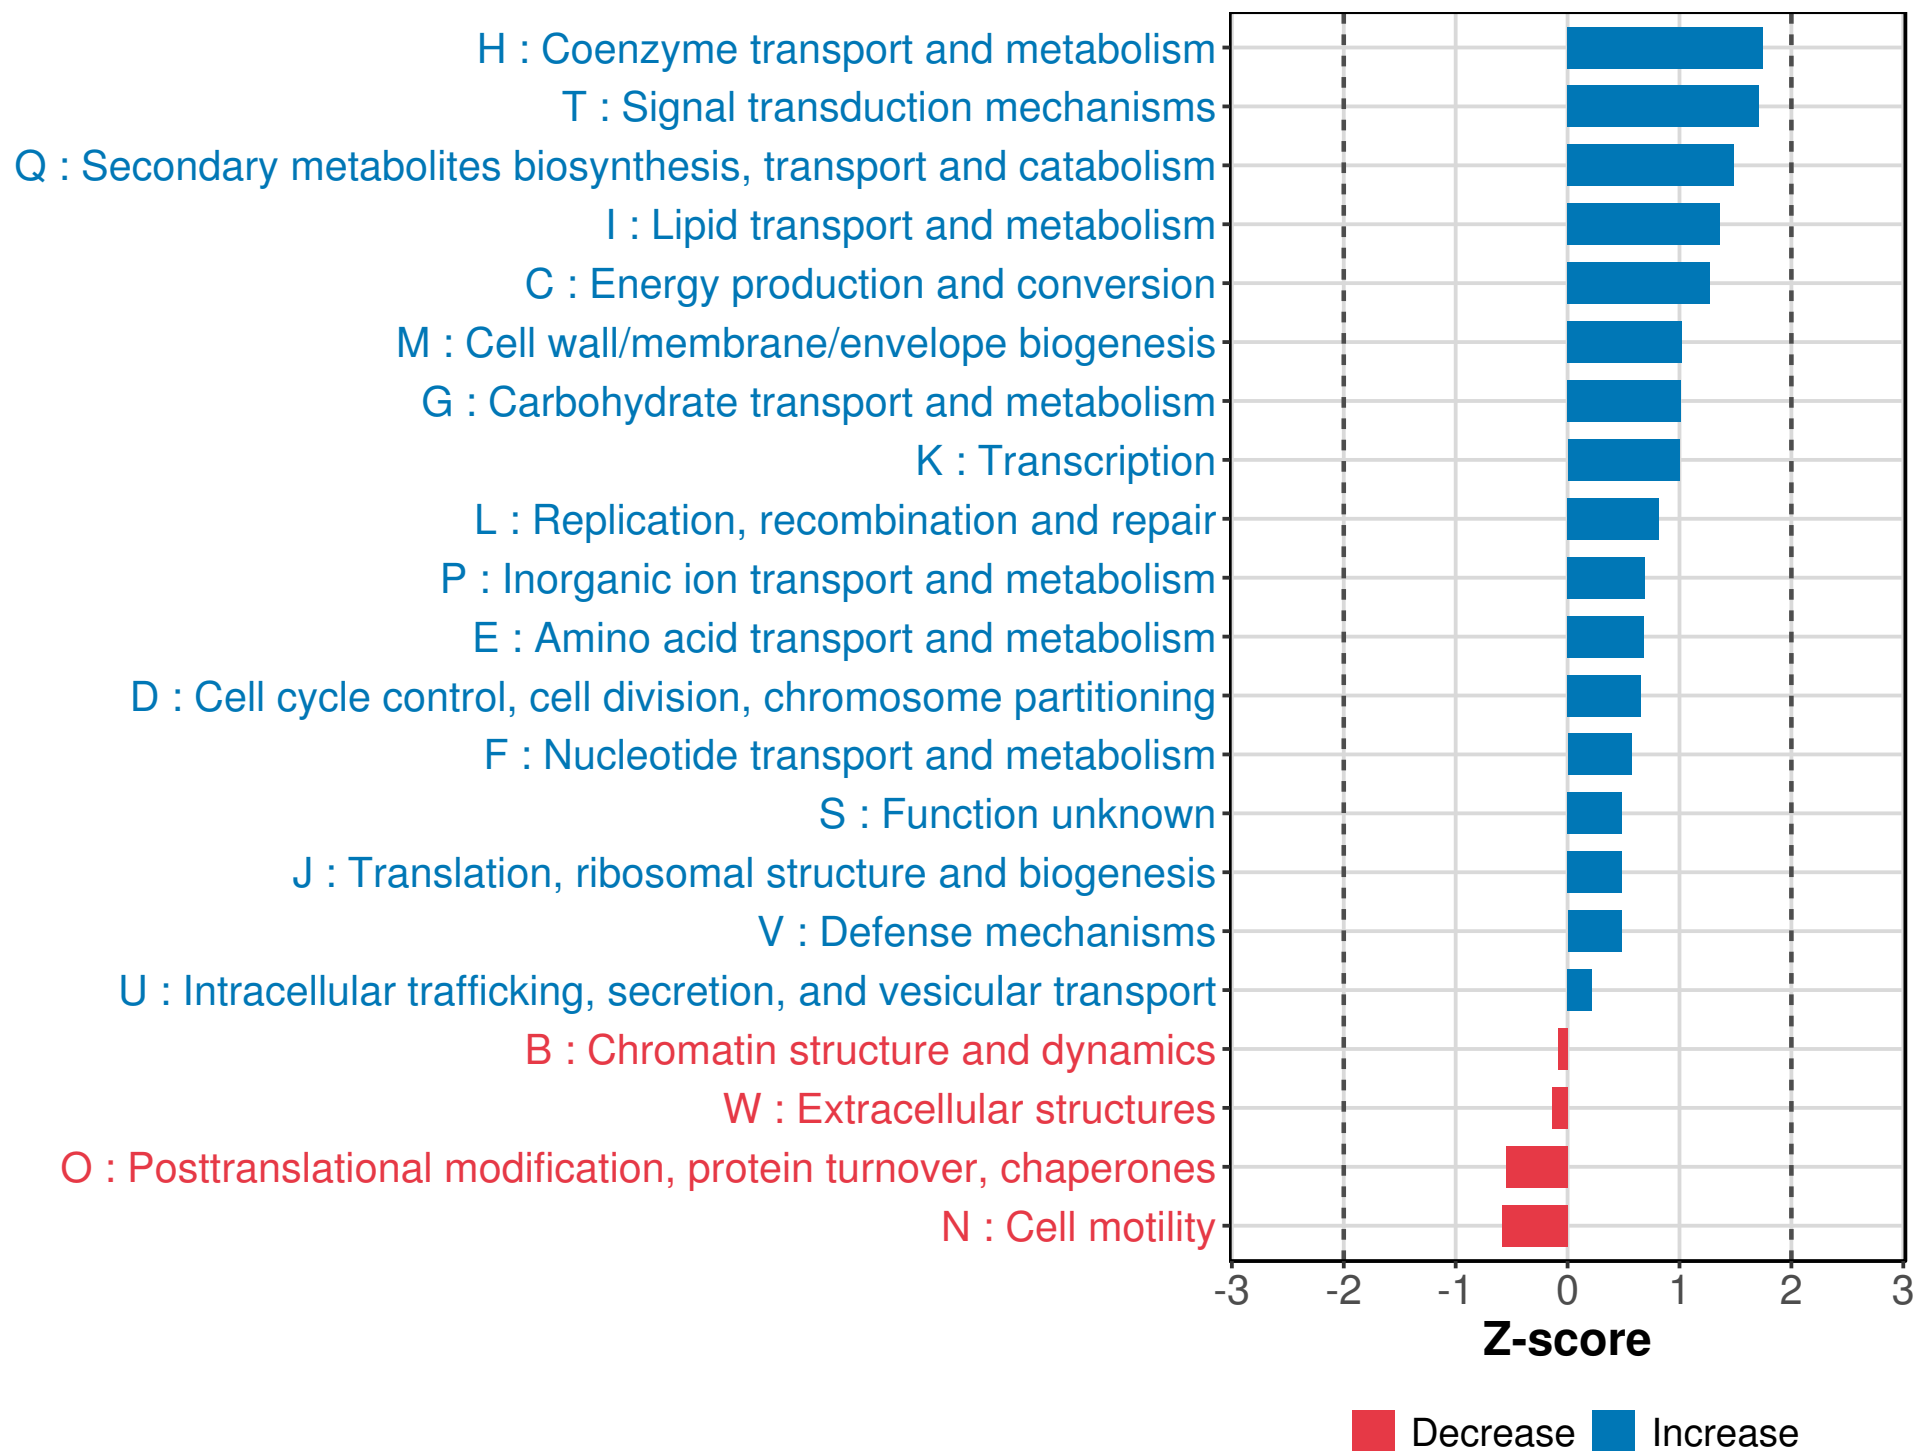 H : Coenzyme transport and metabolism
T : Signal transduction mechanisms
Q : Secondary metabolites biosynthesis, transport and catabolism
I : Lipid transport and metabolism
C : Energy production and conversion
M : Cell wall/membrane/envelope biogenesis
G : Carbohydrate transport and metabolism
K : Transcription
L : Replication, recombination and repair
P : Inorganic ion transport and metabolism
E : Amino acid transport and metabolism
D : Cell cycle control, cell division, chromosome partitioning
F : Nucleotide transport and metabolism
S : Function unknown
J : Translation, ribosomal structure and biogenesis
V : Defense mechanisms
U : Intracellular trafficking, secretion, and vesicular transport
B : Chromatin structure and dynamics
W : Extracellular structures
O : Posttranslational modification, protein turnover, chaperones
N : Cell motility
-3 -2 -1 0 1 2 3
Z-score
Decrease Increase